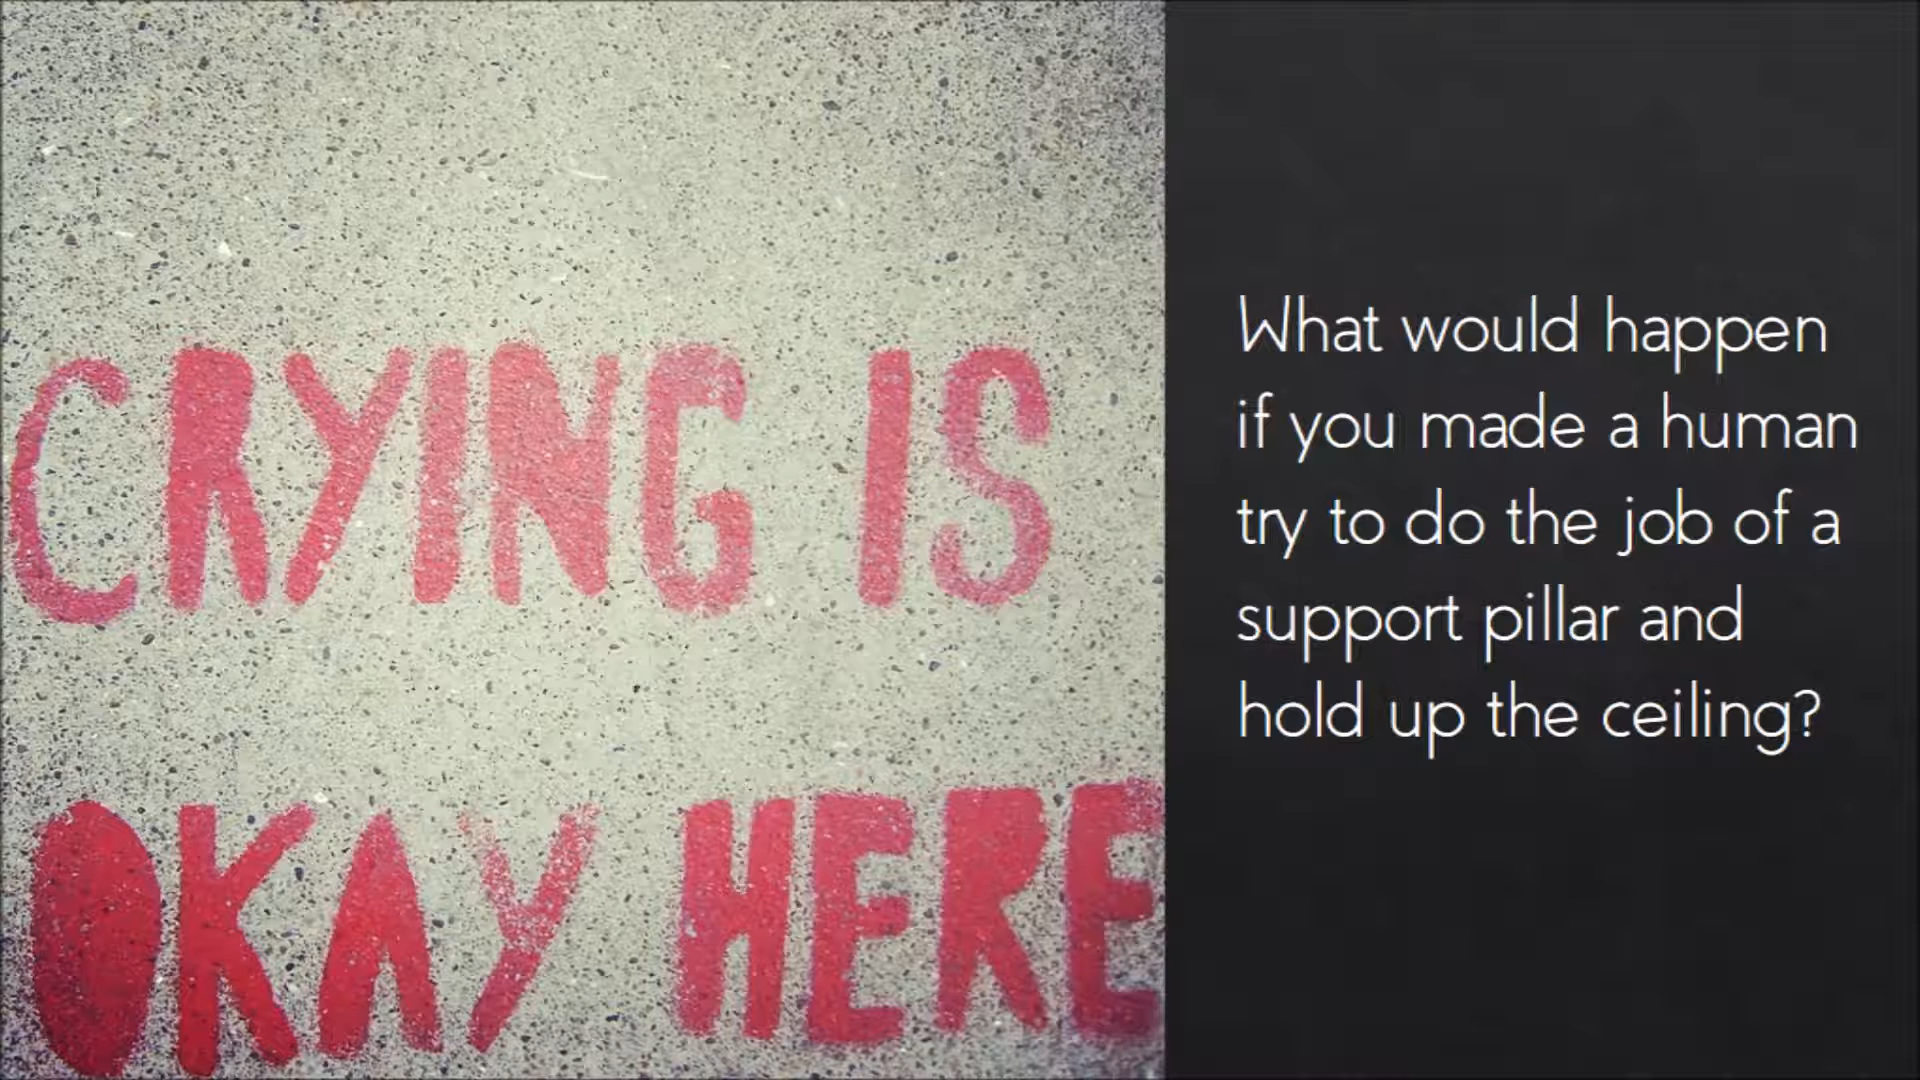 CRYING IS
OKAY HERE
What would happen
if you made a human
try to do the job of a
support pillar and
hold up the ceiling?